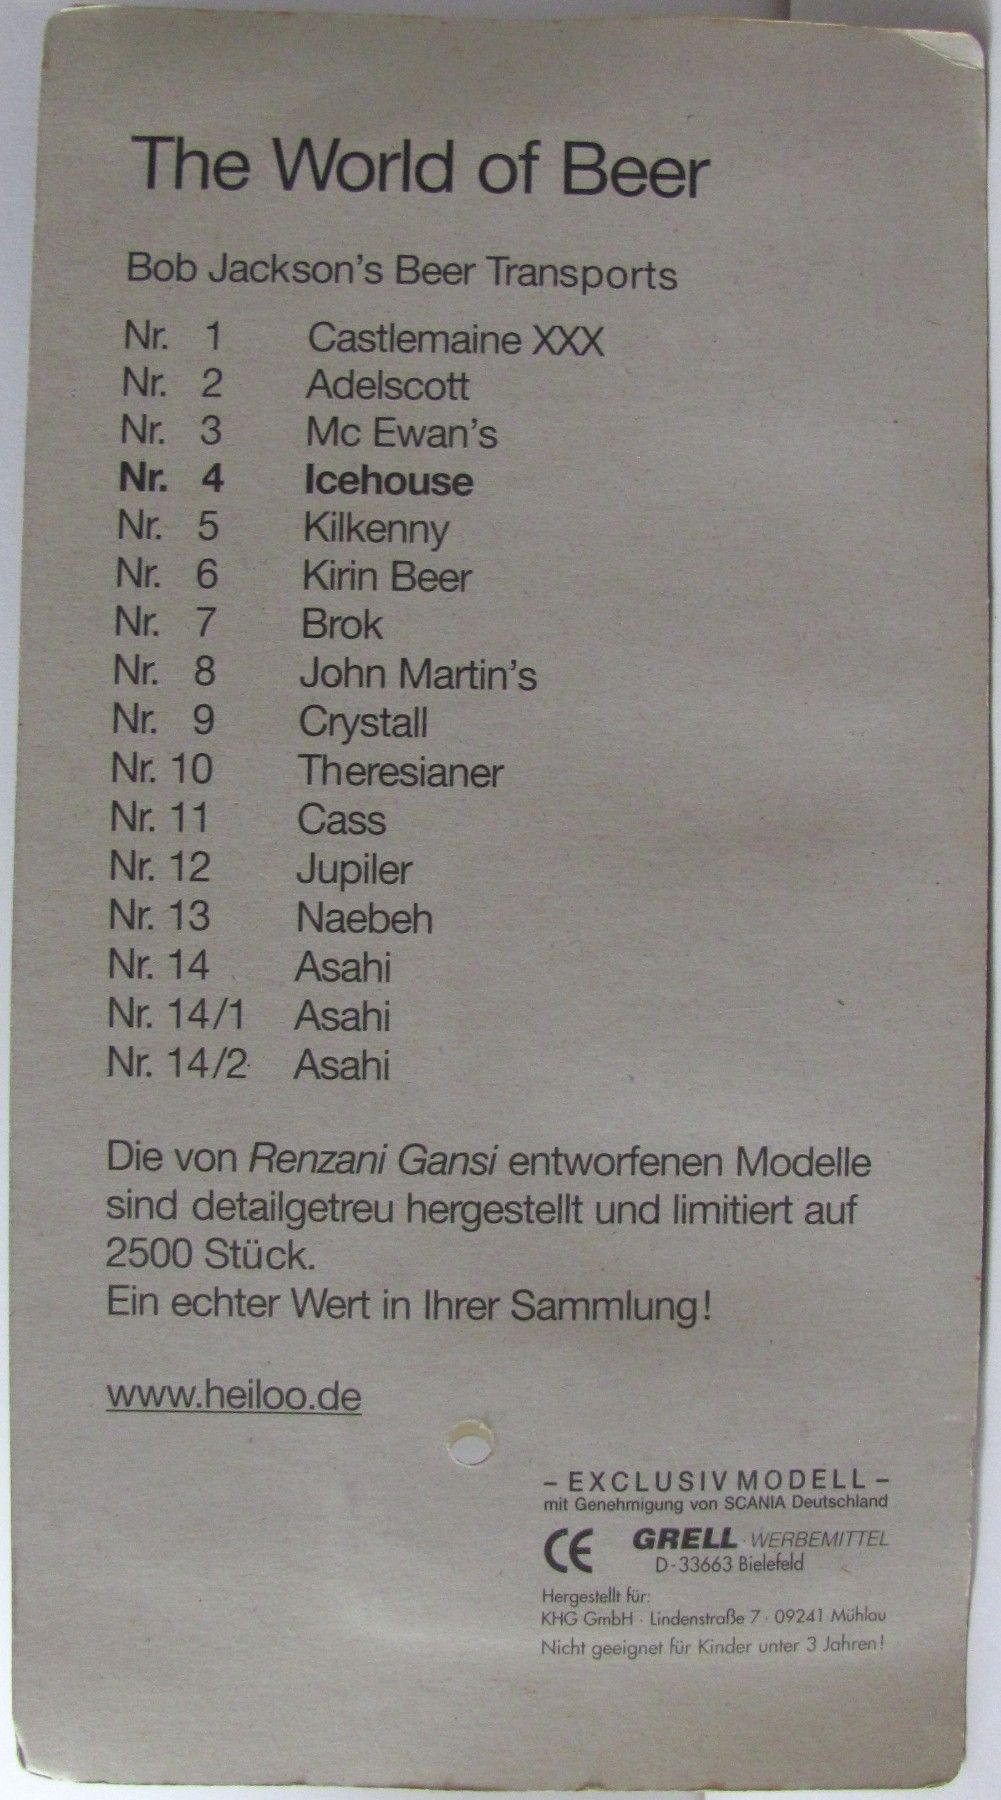 The World of Beer
Bob Jackson's Beer Transports
Nr. 1 Castlemaine XXX
Nr. 2 Adelscott
Nr. 3 Mc Ewan's
Nr. 4 Icehouse
Nr. 5 Kilkenny
Nr. 6 Kirin Beer
Nr. 7 Brok
Nr. 8 John Martin's
Nr. 9 Crystall
Nr. 10 Theresianer
Nr. 11 Cass
Nr. 12 Jupiler
Nr. 13 Naebeh
Nr. 14 Asahi
Nr. 14/1 Asahi
Nr. 14/2 Asahi
Die von Renzani Gansi entworfenen Modelle
sind detailgetreu hergestellt und limitiert auf
2500 Stück.
Ein echter Wert in Ihrer Sammlung!
www.heiloo.de
– EXCLUSIV MODELL –
mit Genehmigung von SCANIA Deutschland
CE GRELL · WERBEMITTEL
D-33663 Bielefeld
Hergestellt für:
KHG GmbH · Lindenstraße 7 · 09241 Mühlau
Nicht geeignet für Kinder unter 3 Jahren!